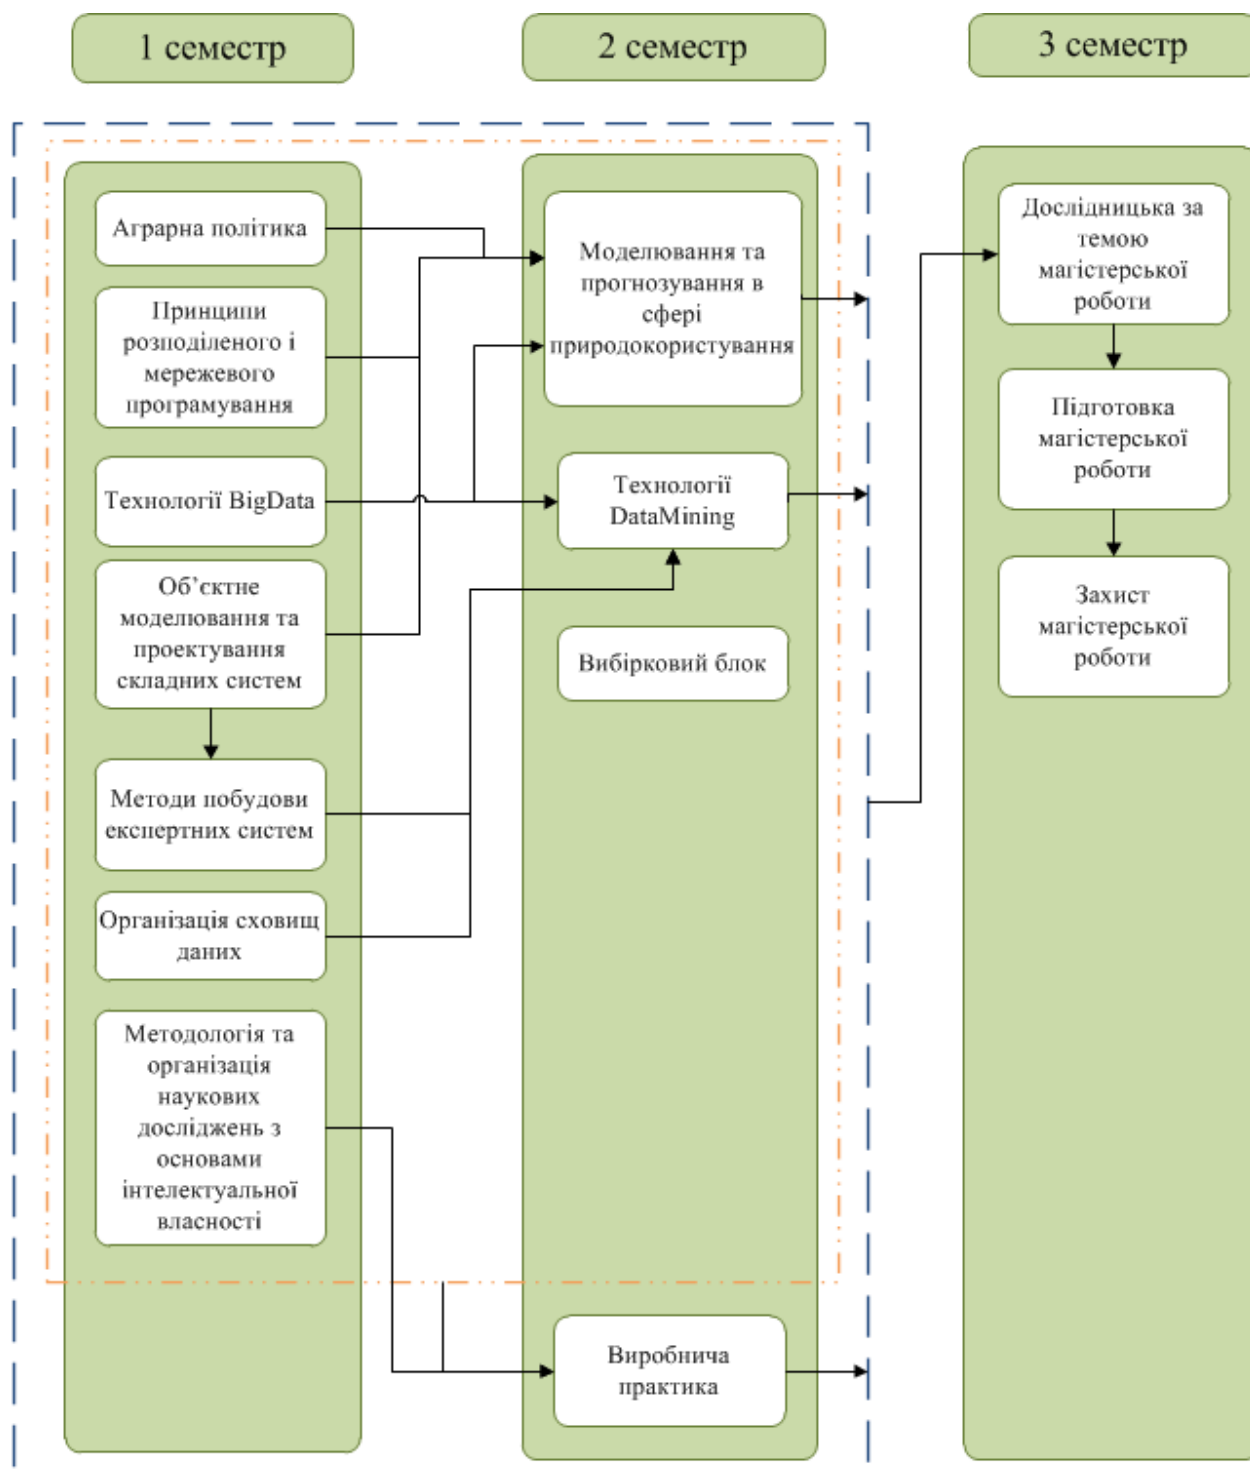 1 семестр
2 семестр
3 семестр
Аграрна політика
Принципи
розподіленого і
мережевого
програмування
Технології BigData
Об’єктне
моделювання та
проектування
складних систем
Методи побудови
експертних систем
Організація сховищ
даних
Методологія та
організація
наукових
досліджень з
основами
інтелектуальної
власності
Моделювання та
прогнозування в
сфері
природокористування
Технології
DataMining
Вибірковий блок
Виробнича
практика
Дослідницька за
темою
магістерської
роботи
Підготовка
магістерської
роботи
Захист
магістерської
роботи